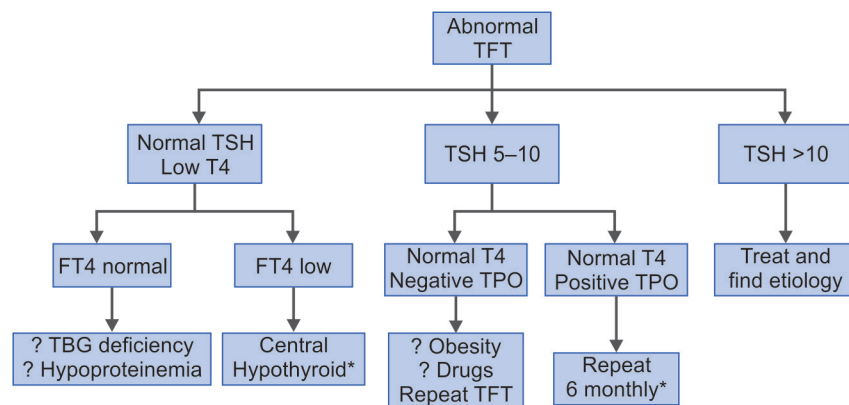 Abnormal
TFT
Normal TSH
Low T4
TSH 5–10
TSH >10
FT4 normal
FT4 low
Normal T4
Negative TPO
Normal T4
Positive TPO
Treat and
find etiology
? TBG deficiency
? Hypoproteinemia
Central
Hypothyroid*
? Obesity
? Drugs
Repeat TFT
Repeat
6 monthly*